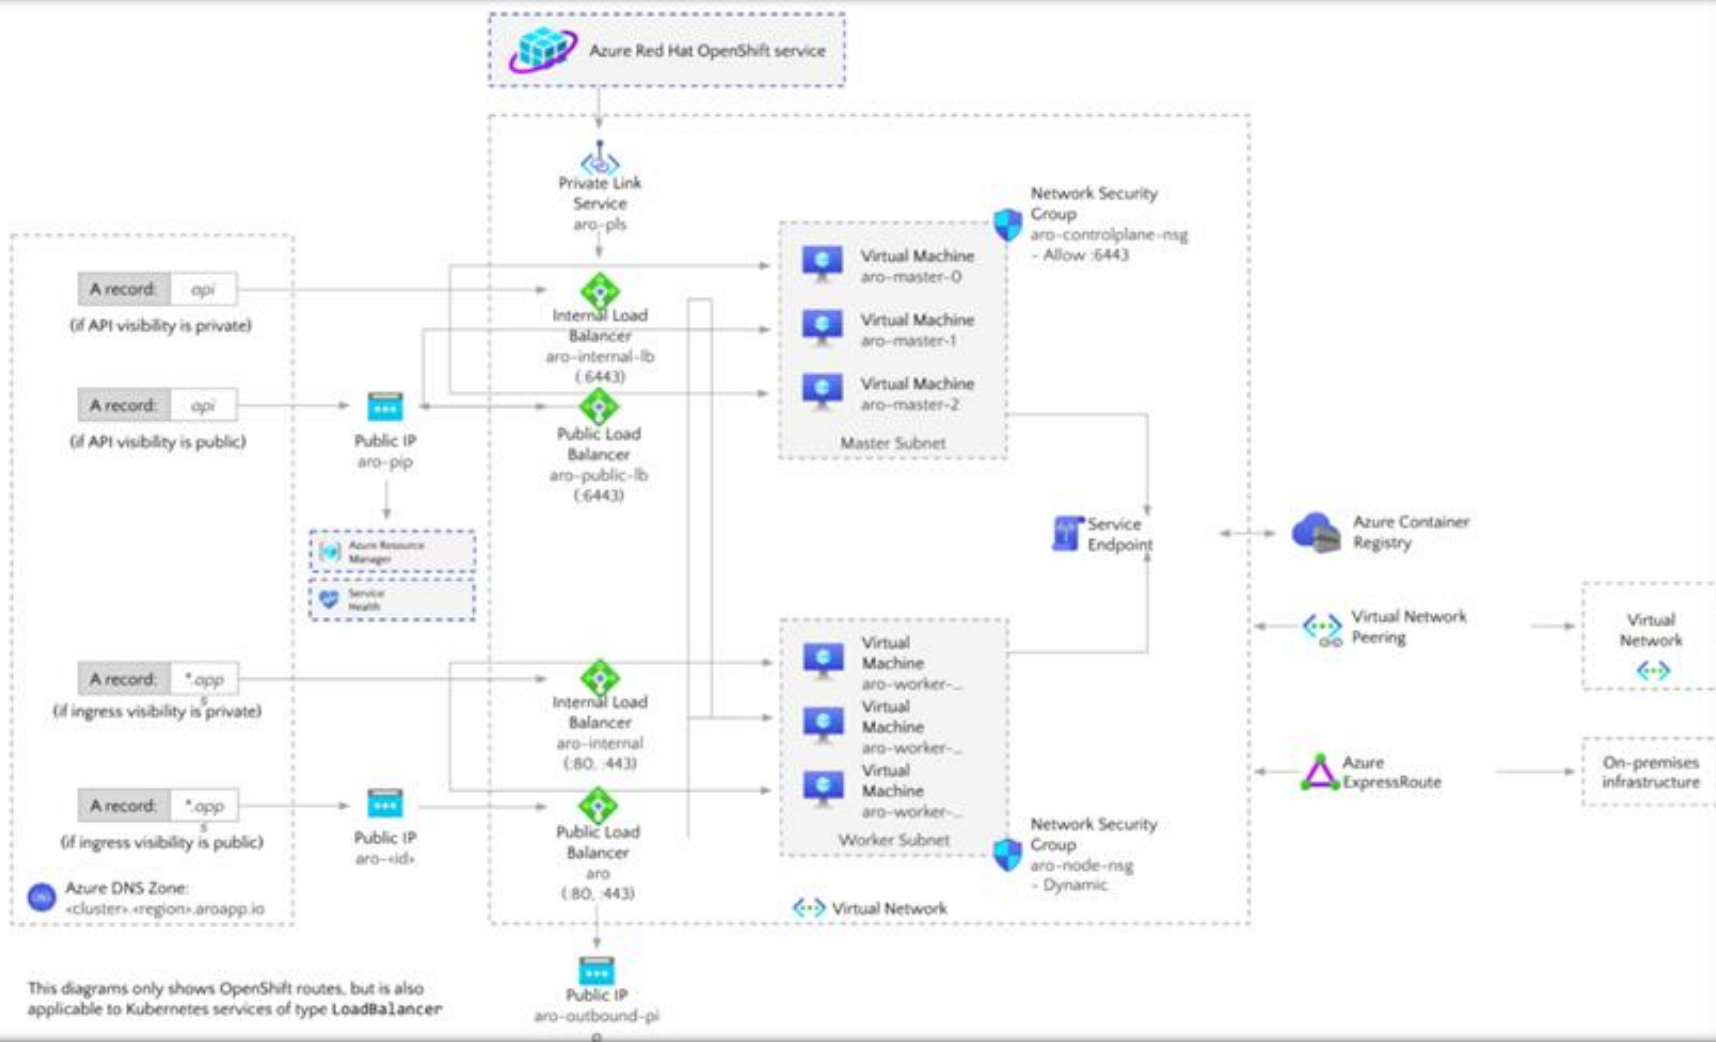 Azure Red Hat OpenShift service
Private Link
Service
aro-pls
Network Security
Group
aro-controlplane-nsg
- Allow :6443
A record: api
(if API visibility is private)
Internal Load
Balancer
aro-internal-lb
(:6443)
Virtual Machine
aro-master-0
Virtual Machine
aro-master-1
Virtual Machine
aro-master-2
Master Subnet
A record: api
(if API visibility is public)
Public IP
aro-pip
Public Load
Balancer
aro-public-lb
(:6443)
Azure Resource
Manager
Service
Health
Service
Endpoint
Azure Container
Registry
Virtual Network
Peering
Virtual
Network
A record: *.app
s
(if ingress visibility is private)
Internal Load
Balancer
aro-internal
(:80, :443)
Virtual
Machine
aro-worker-...
Virtual
Machine
aro-worker-...
Virtual
Machine
aro-worker-...
Worker Subnet
Azure
ExpressRoute
On-premises
infrastructure
A record: *.app
s
(if ingress visibility is public)
Public IP
aro-<id>
Public Load
Balancer
aro
(:80, :443)
Network Security
Group
aro-node-nsg
- Dynamic
DNS
Azure DNS Zone:
<cluster>.<region>.aroapp.io
Virtual Network
This diagrams only shows OpenShift routes, but is also
applicable to Kubernetes services of type LoadBalancer
Public IP
aro-outbound-pi
p